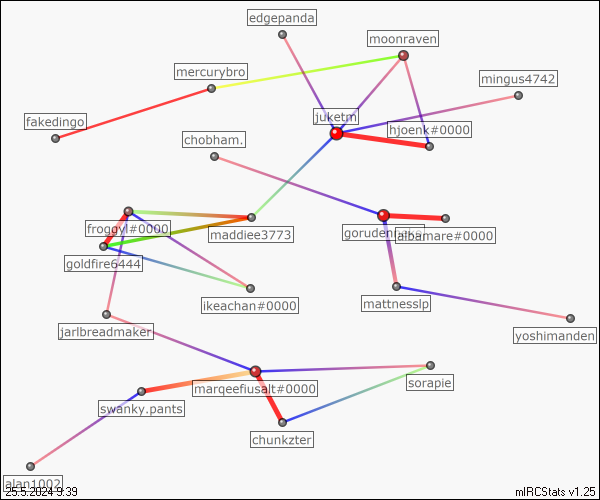 edgepanda
moonraven
mercurybro
mingus4742
juketm
fakedingo
hjoenk#0000
chobham.
froggyl#0000
maddiee3773
albamare#0000
goldfire6444
ikeachan#0000
mattnesslp
jarlbreadmaker
yoshimanden
marqeefiusalt#0000
sorapie
swanky.pants
chunkzter
alan1002
25.5.2024 9:39
mIRCStats v1.25